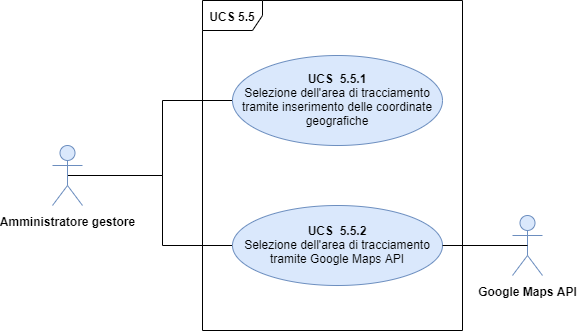 UCS 5.5
UCS 5.5.1
Selezione dell'area di tracciamento
tramite inserimento delle coordinate
geografiche
Amministratore gestore
UCS 5.5.2
Selezione dell'area di tracciamento
tramite Google Maps API
Google Maps API